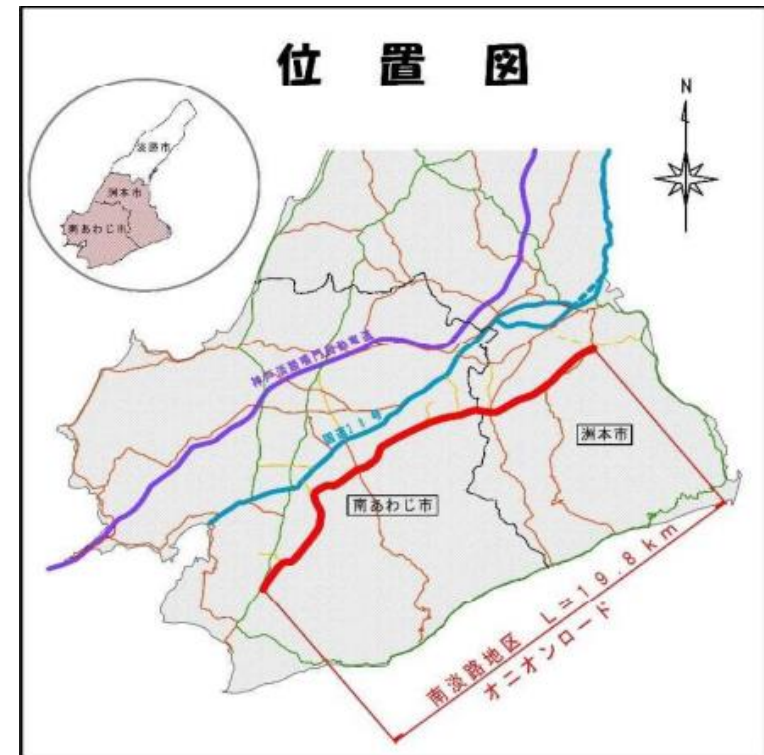 位置図
N
淡路市
洲本市
南あわじ市
神戸淡路鳴門自動車道
国道28号
洲本市
南あわじ市
南淡路地区 L=19.8km
オニオンロード